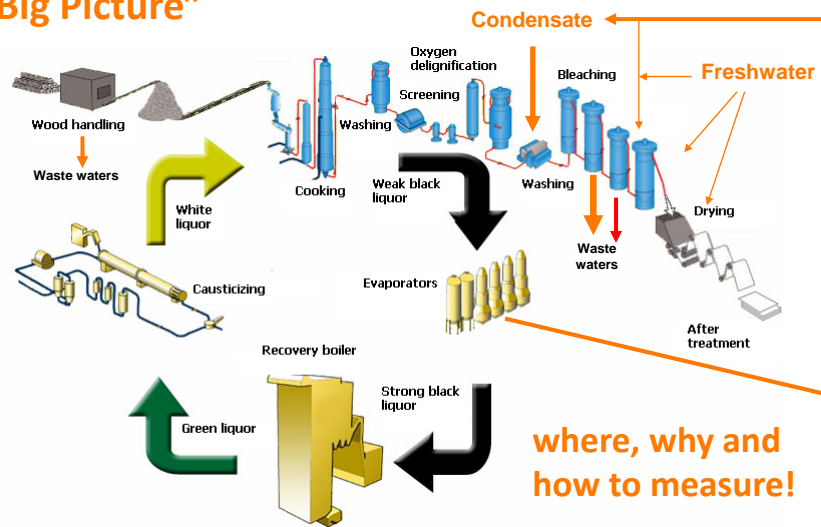 Big Picture"
Condensate
Freshwater
Oxygen
delignification
Bleaching
Screening
Wood handling
Washing
Waste waters
Cooking
Weak black
liquor
Washing
White
liquor
Drying
Waste
waters
Causticizing
Evaporators
After
treatment
Recovery boiler
Strong black
liquor
Green liquor
where, why and
how to measure!